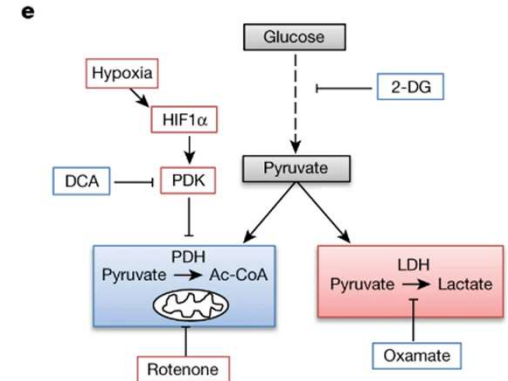 e
Glucose
Hypoxia
2-DG
HIF1α
DCA
PDK
Pyruvate
PDH
Pyruvate Ac-CoA
LDH
Pyruvate Lactate
Rotenone
Oxamate